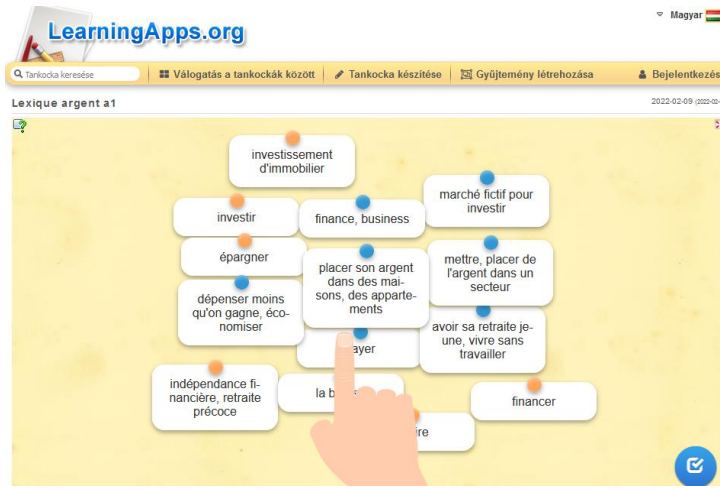 Magyar
LearningApps.org
Tankocka keresése
Válogatás a tankockák között
Tankocka készítése
Gyűjtemény létrehozása
Bejelentkezés
Lexique argent a1
2022-02-09
investissement
d'immobilier
marché fictif pour
investir
investir
finance, business
épargner
placer son argent
dans des mai-
sons, des apparte-
ments
mettre, placer de
l'argent dans un
secteur
dépenser moins
qu'on gagne, éco-
nomiser
avoir sa retraite je-
une, vivre sans
travailler
ayer
indépendance fi-
nancière, retraite
précoce
la b
financer
ire